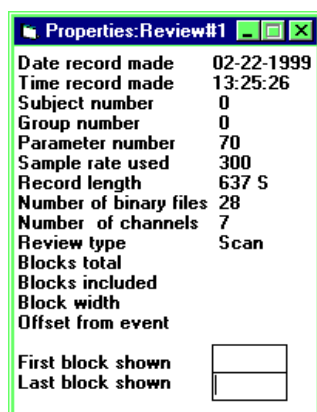 Properties:Review#1
Date record made 02-22-1999
Time record made 13:25:26
Subject number 0
Group number 0
Parameter number 70
Sample rate used 300
Record length 637 S
Number of binary files 28
Number of channels 7
Review type Scan
Blocks total
Blocks included
Block width
Offset from event
First block shown
Last block shown